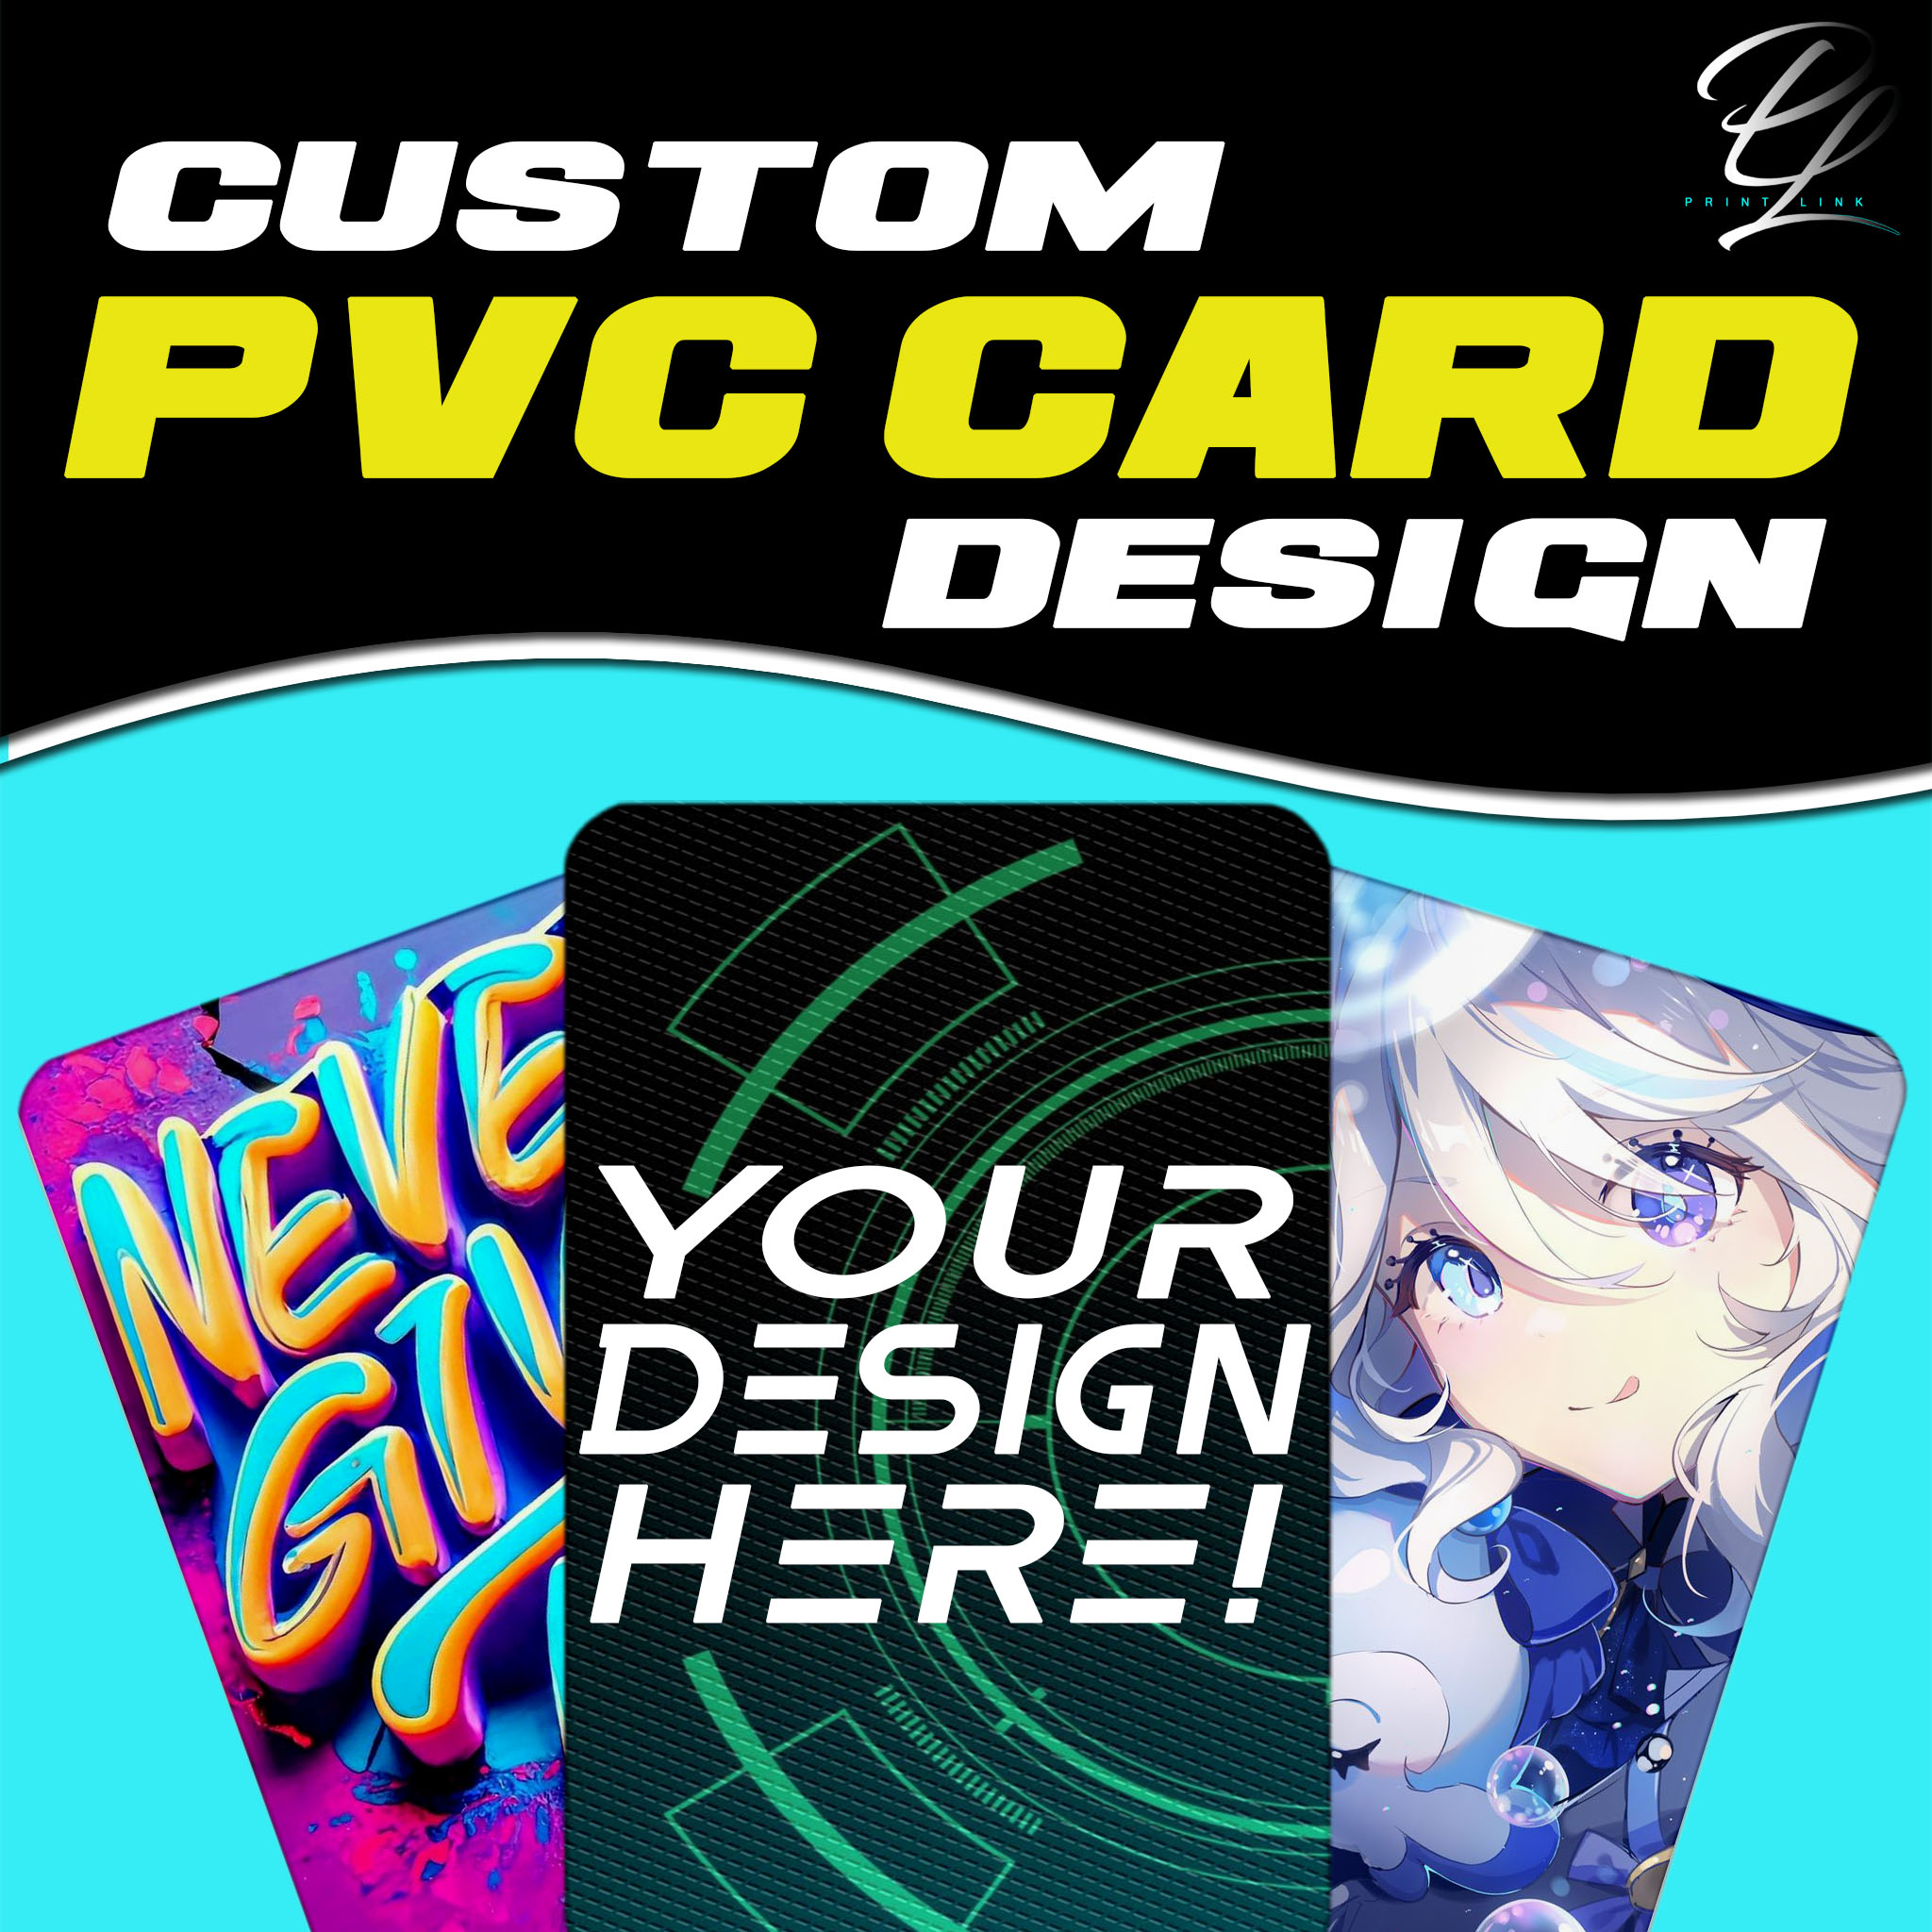 PRINT LINK
CUSTOM
PVC CARD
DESIGN
NEVE
GIV
YOUR
DESIGN
HERE!